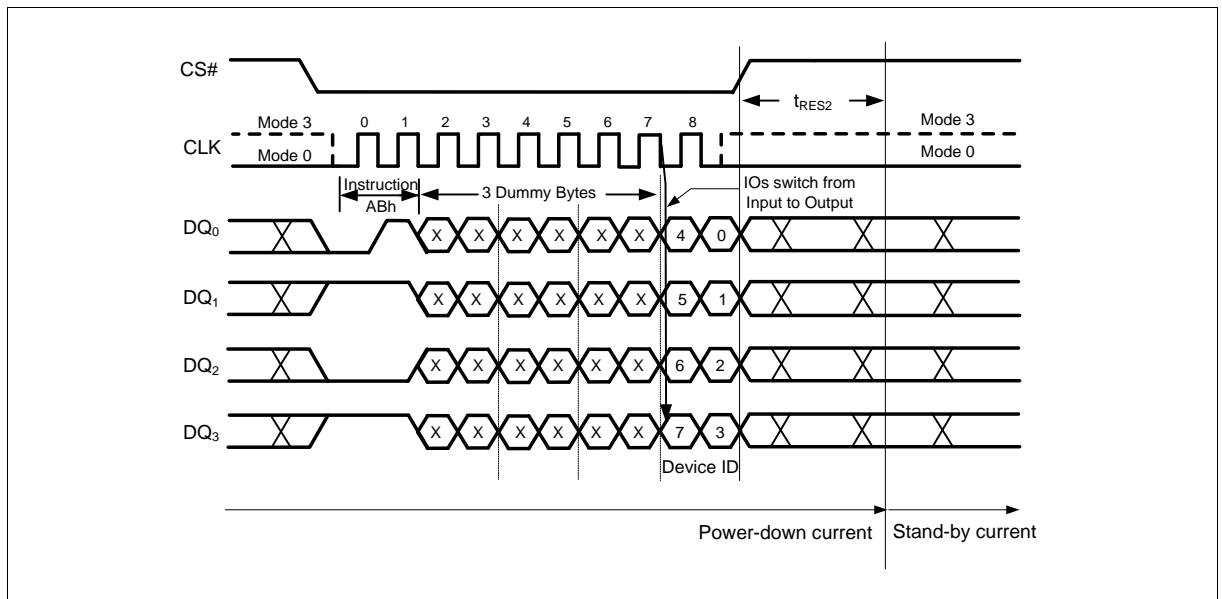 CS#
tRES2
Mode 3 0 1 2 3 4 5 6 7 8 Mode 3
CLK
Mode 0 Mode 0
Instruction
ABh
3 Dummy Bytes
IOs switch from
Input to Output
DQ0 X X X X X X 4 0
DQ1 X X X X X X 5 1
DQ2 X X X X X X 6 2
DQ3 X X X X X X 7 3
Device ID
Power-down current Stand-by current